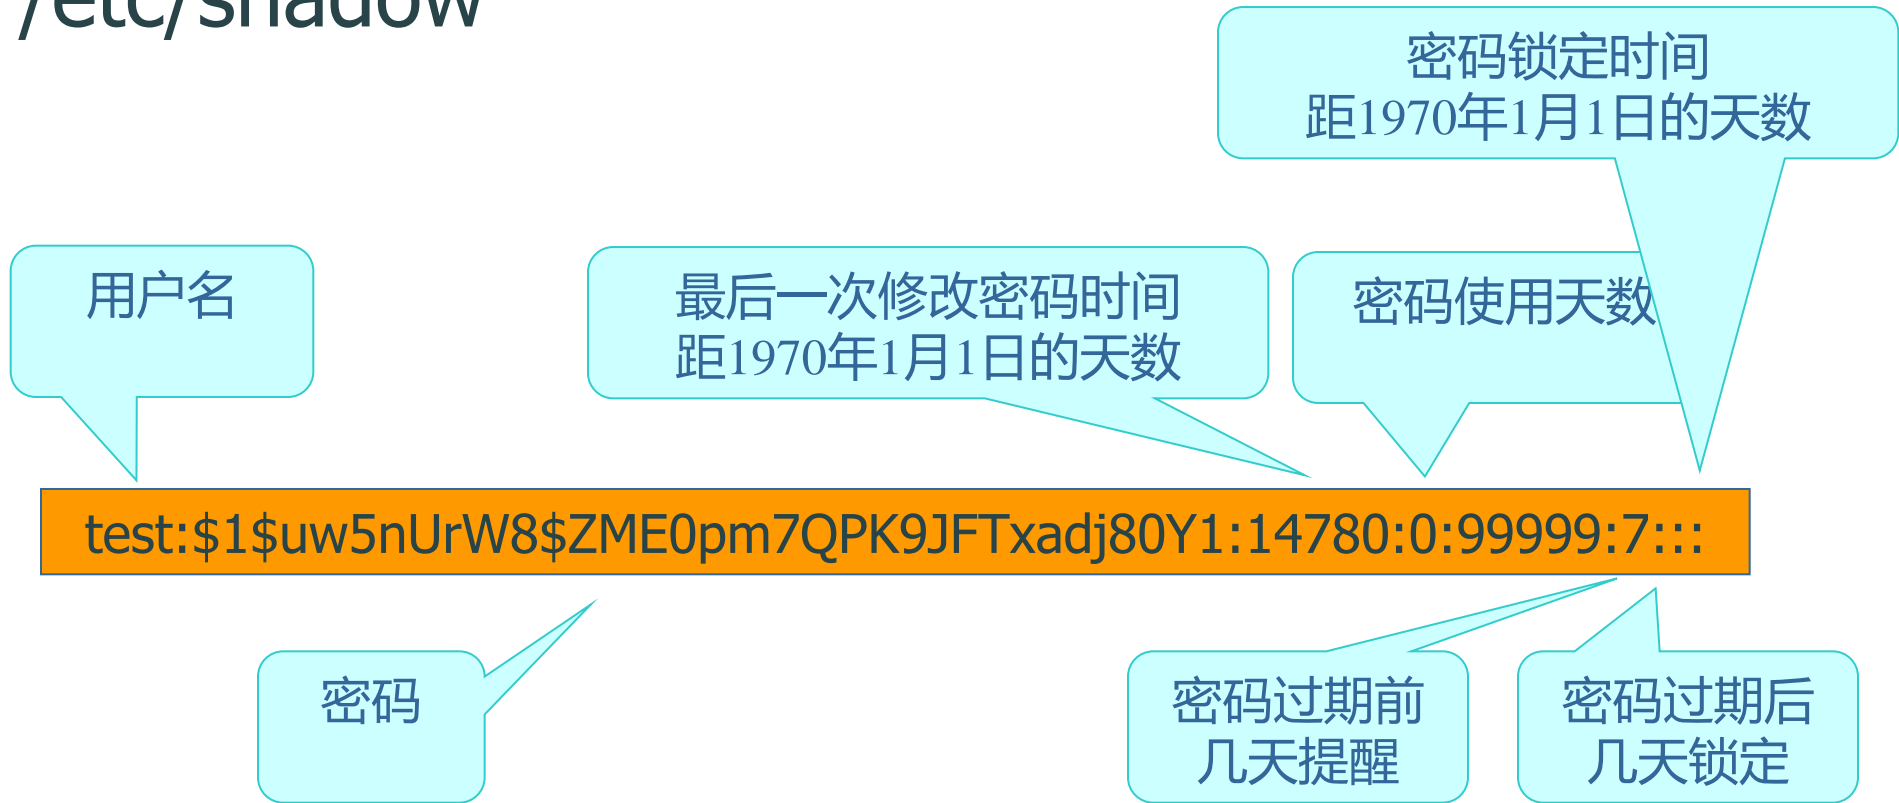 /etc/shadow
密码锁定时间
距1970年1月1日的天数
用户名
最后一次修改密码时间
距1970年1月1日的天数
密码使用天数
test:$1$uw5nUrW8$ZME0pm7QPK9JFTxadj80Y1:14780:0:99999:7:::
密码
密码过期前
几天提醒
密码过期后
几天锁定